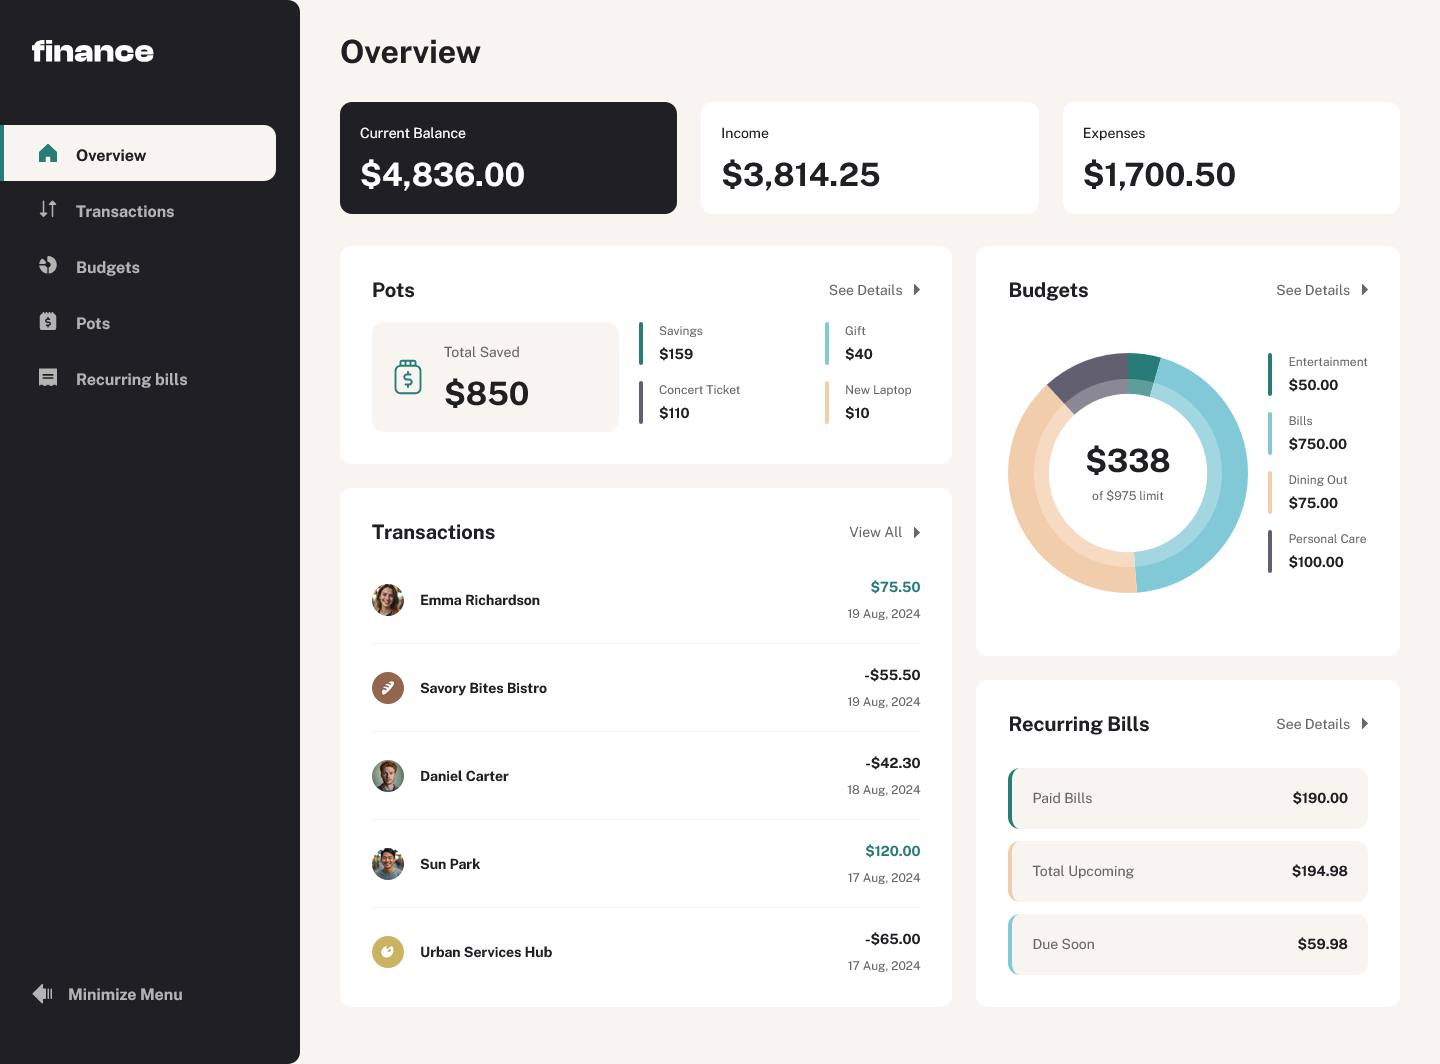 finance
Overview
Transactions
Budgets
Pots
Recurring bills
Minimize Menu
Overview
Current Balance
$4,836.00
Income
$3,814.25
Expenses
$1,700.50
Pots
See Details
Total Saved
$850
Savings
$159
Gift
$40
Concert Ticket
$110
New Laptop
$10
Transactions
View All
Emma Richardson
$75.50
19 Aug, 2024
Savory Bites Bistro
-$55.50
19 Aug, 2024
Daniel Carter
-$42.30
18 Aug, 2024
Sun Park
$120.00
17 Aug, 2024
Urban Services Hub
-$65.00
17 Aug, 2024
Budgets
See Details
$338
of $975 limit
Entertainment
$50.00
Bills
$750.00
Dining Out
$75.00
Personal Care
$100.00
Recurring Bills
See Details
Paid Bills
$190.00
Total Upcoming
$194.98
Due Soon
$59.98